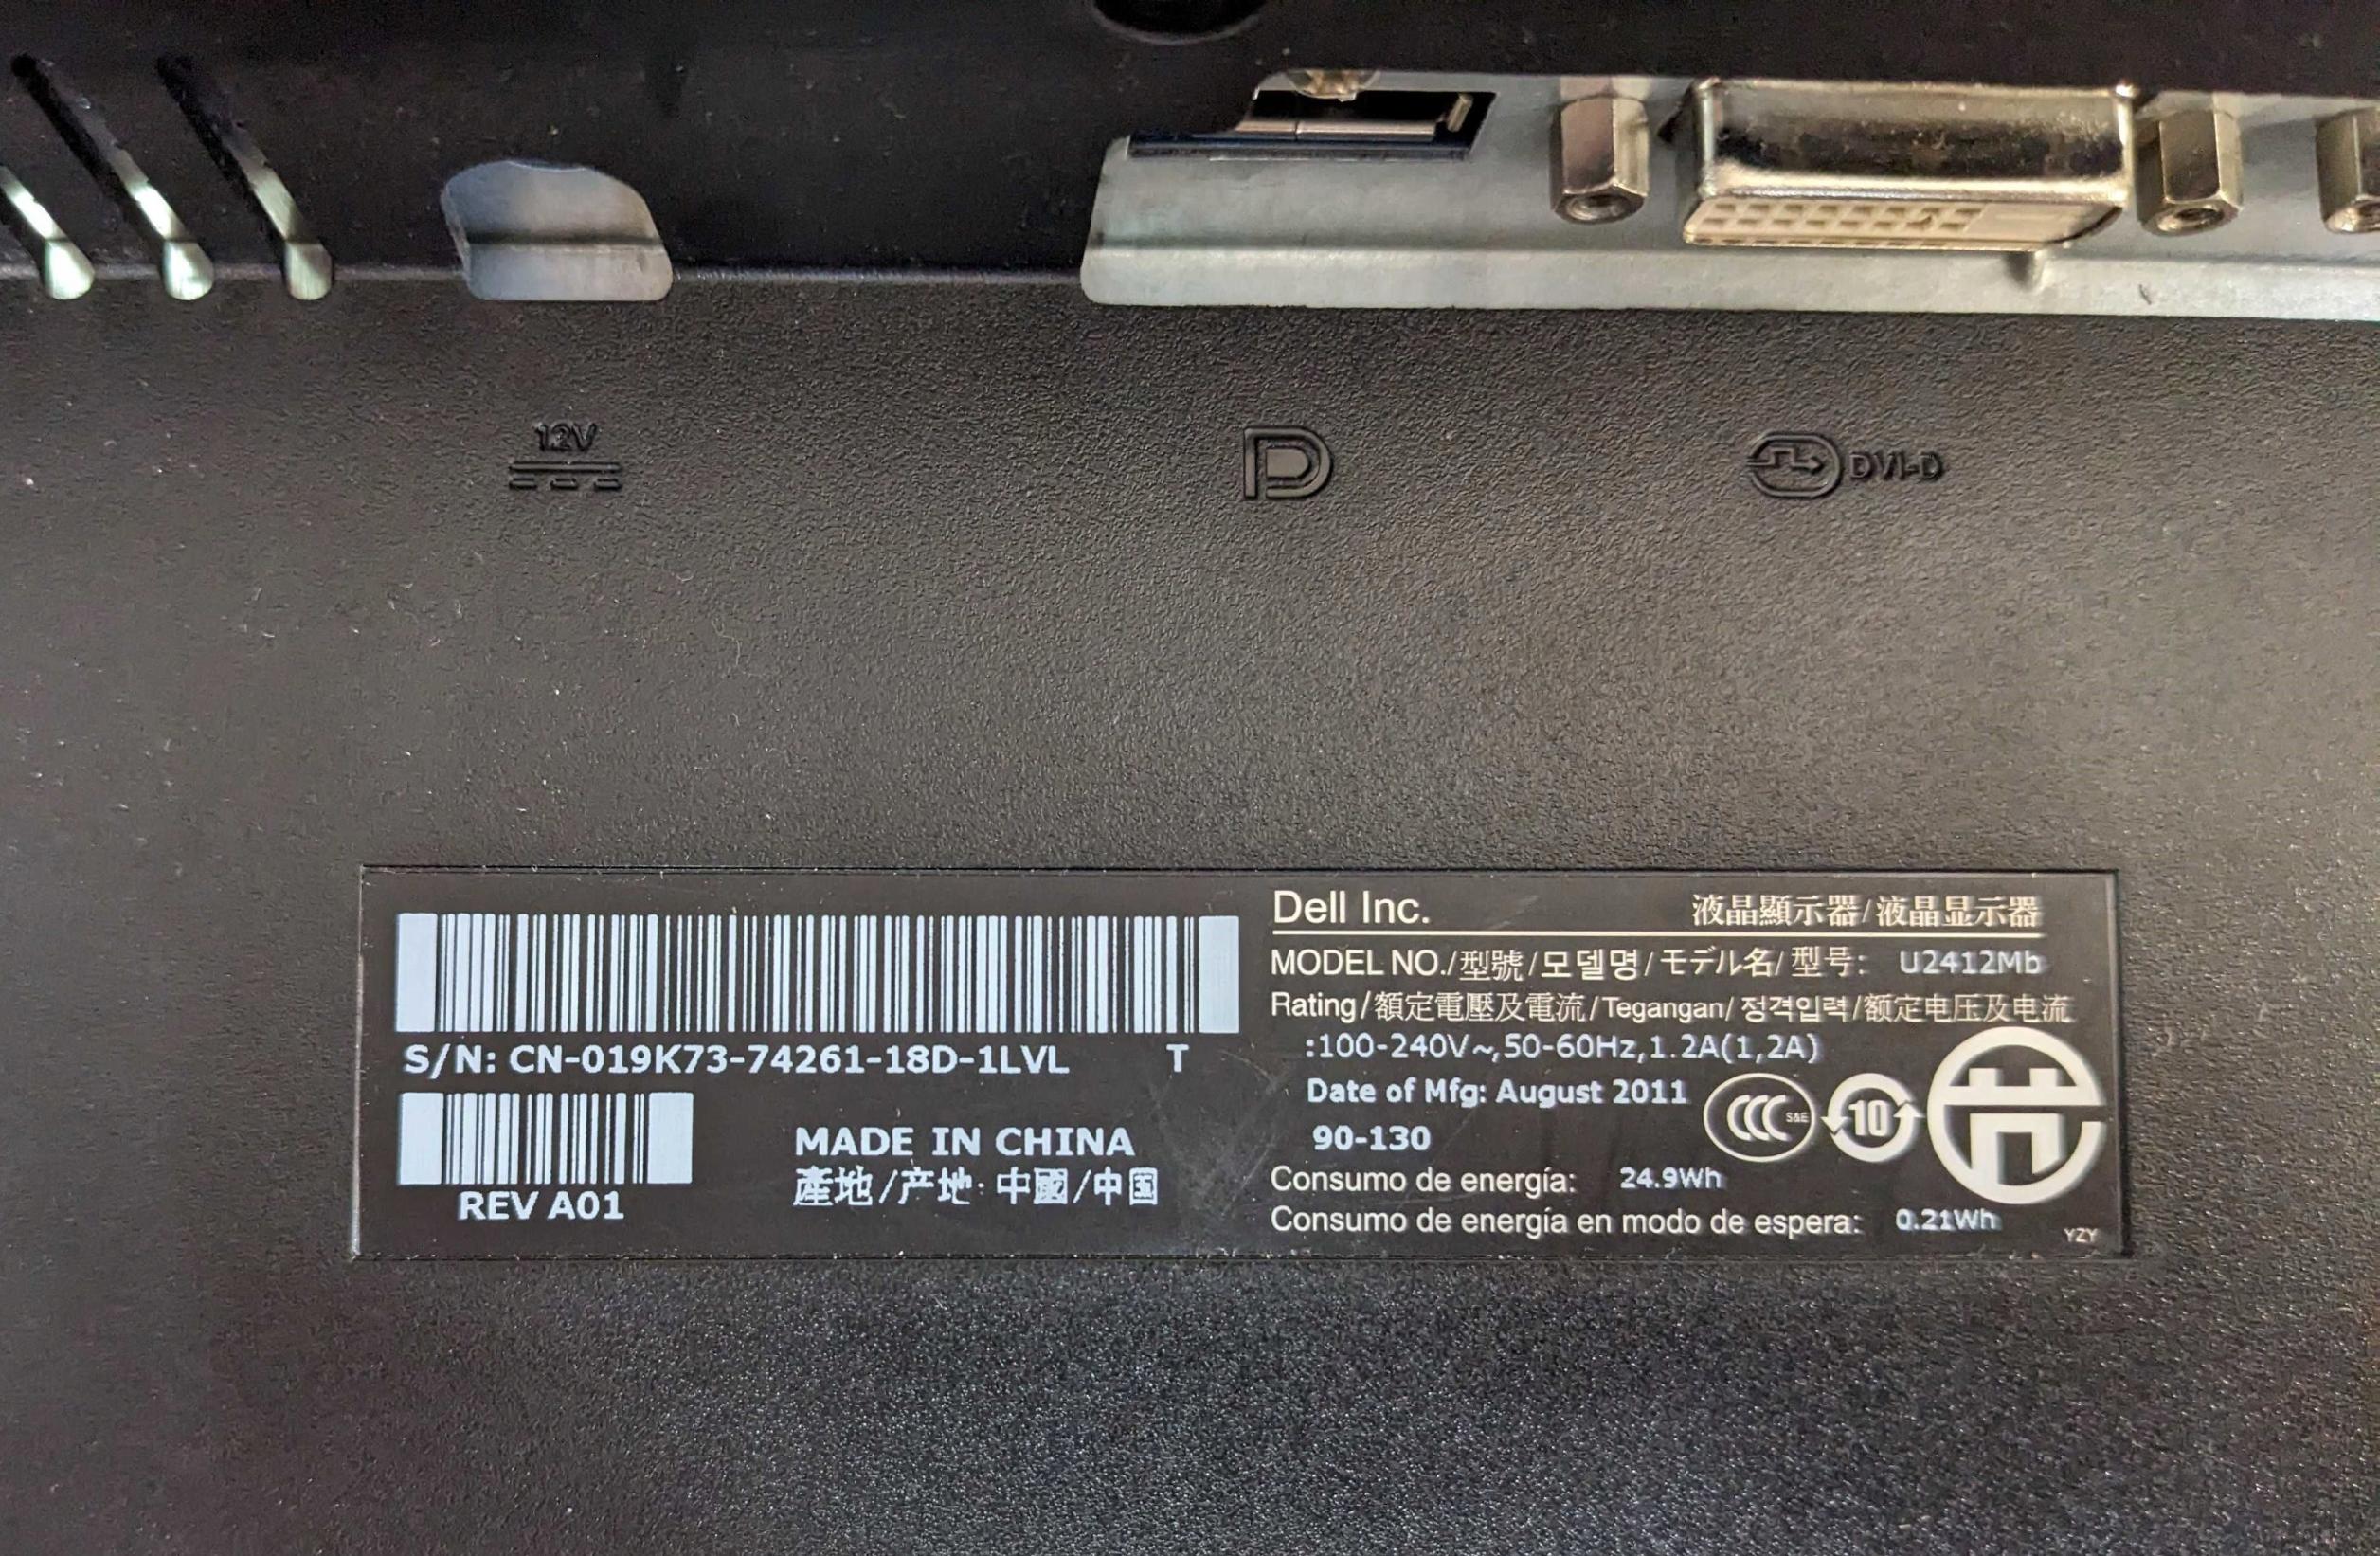 12V
DVI-D
S/N: CN-019K73-74261-18D-1LVL T
REV A01
MADE IN CHINA
產地/产地: 中國/中国
Dell Inc. 液晶顯示器/液晶显示器
MODEL NO./型號/모델명/モデル名/型号: U2412Mb
Rating/額定電壓及電流/Tegangan/정격입력/额定电压及电流
:100-240V~,50-60Hz,1.2A(1,2A)
Date of Mfg: August 2011
90-130
CCC S&E
10
Consumo de energía: 24.9Wh
Consumo de energía en modo de espera: 0.21Wh
YZY